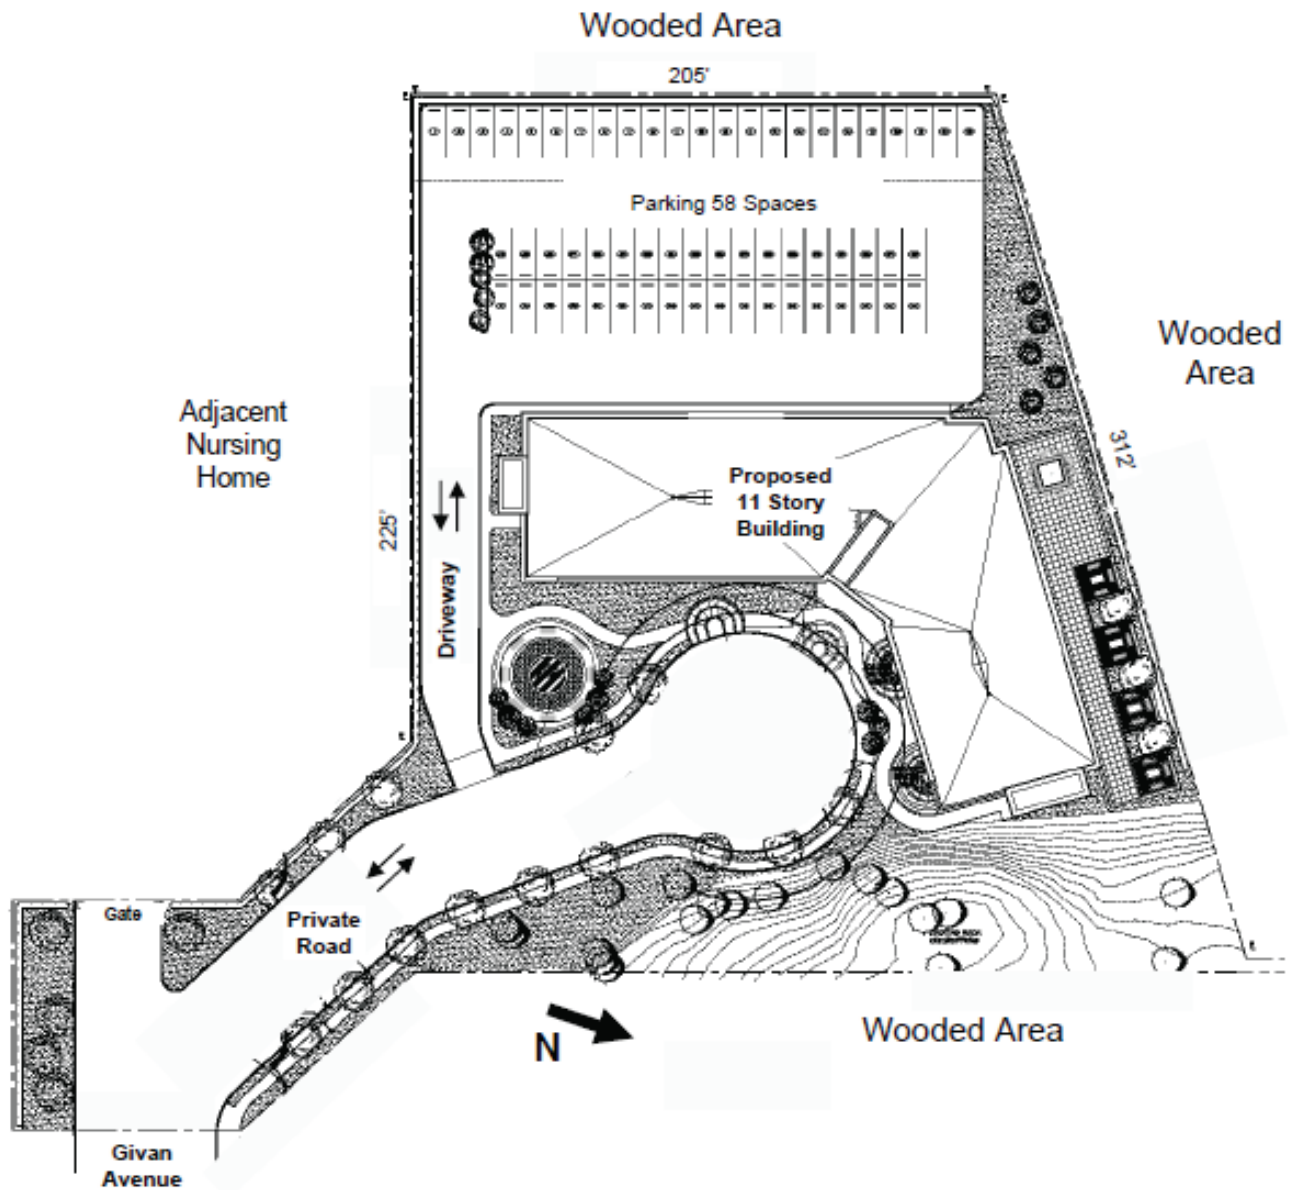 Wooded Area
205'
Parking 58 Spaces
Wooded
Area
Adjacent
Nursing
Home
312'
Proposed
11 Story
Building
225'
Driveway
Gate
Private
Road
N
Wooded Area
Givan
Avenue